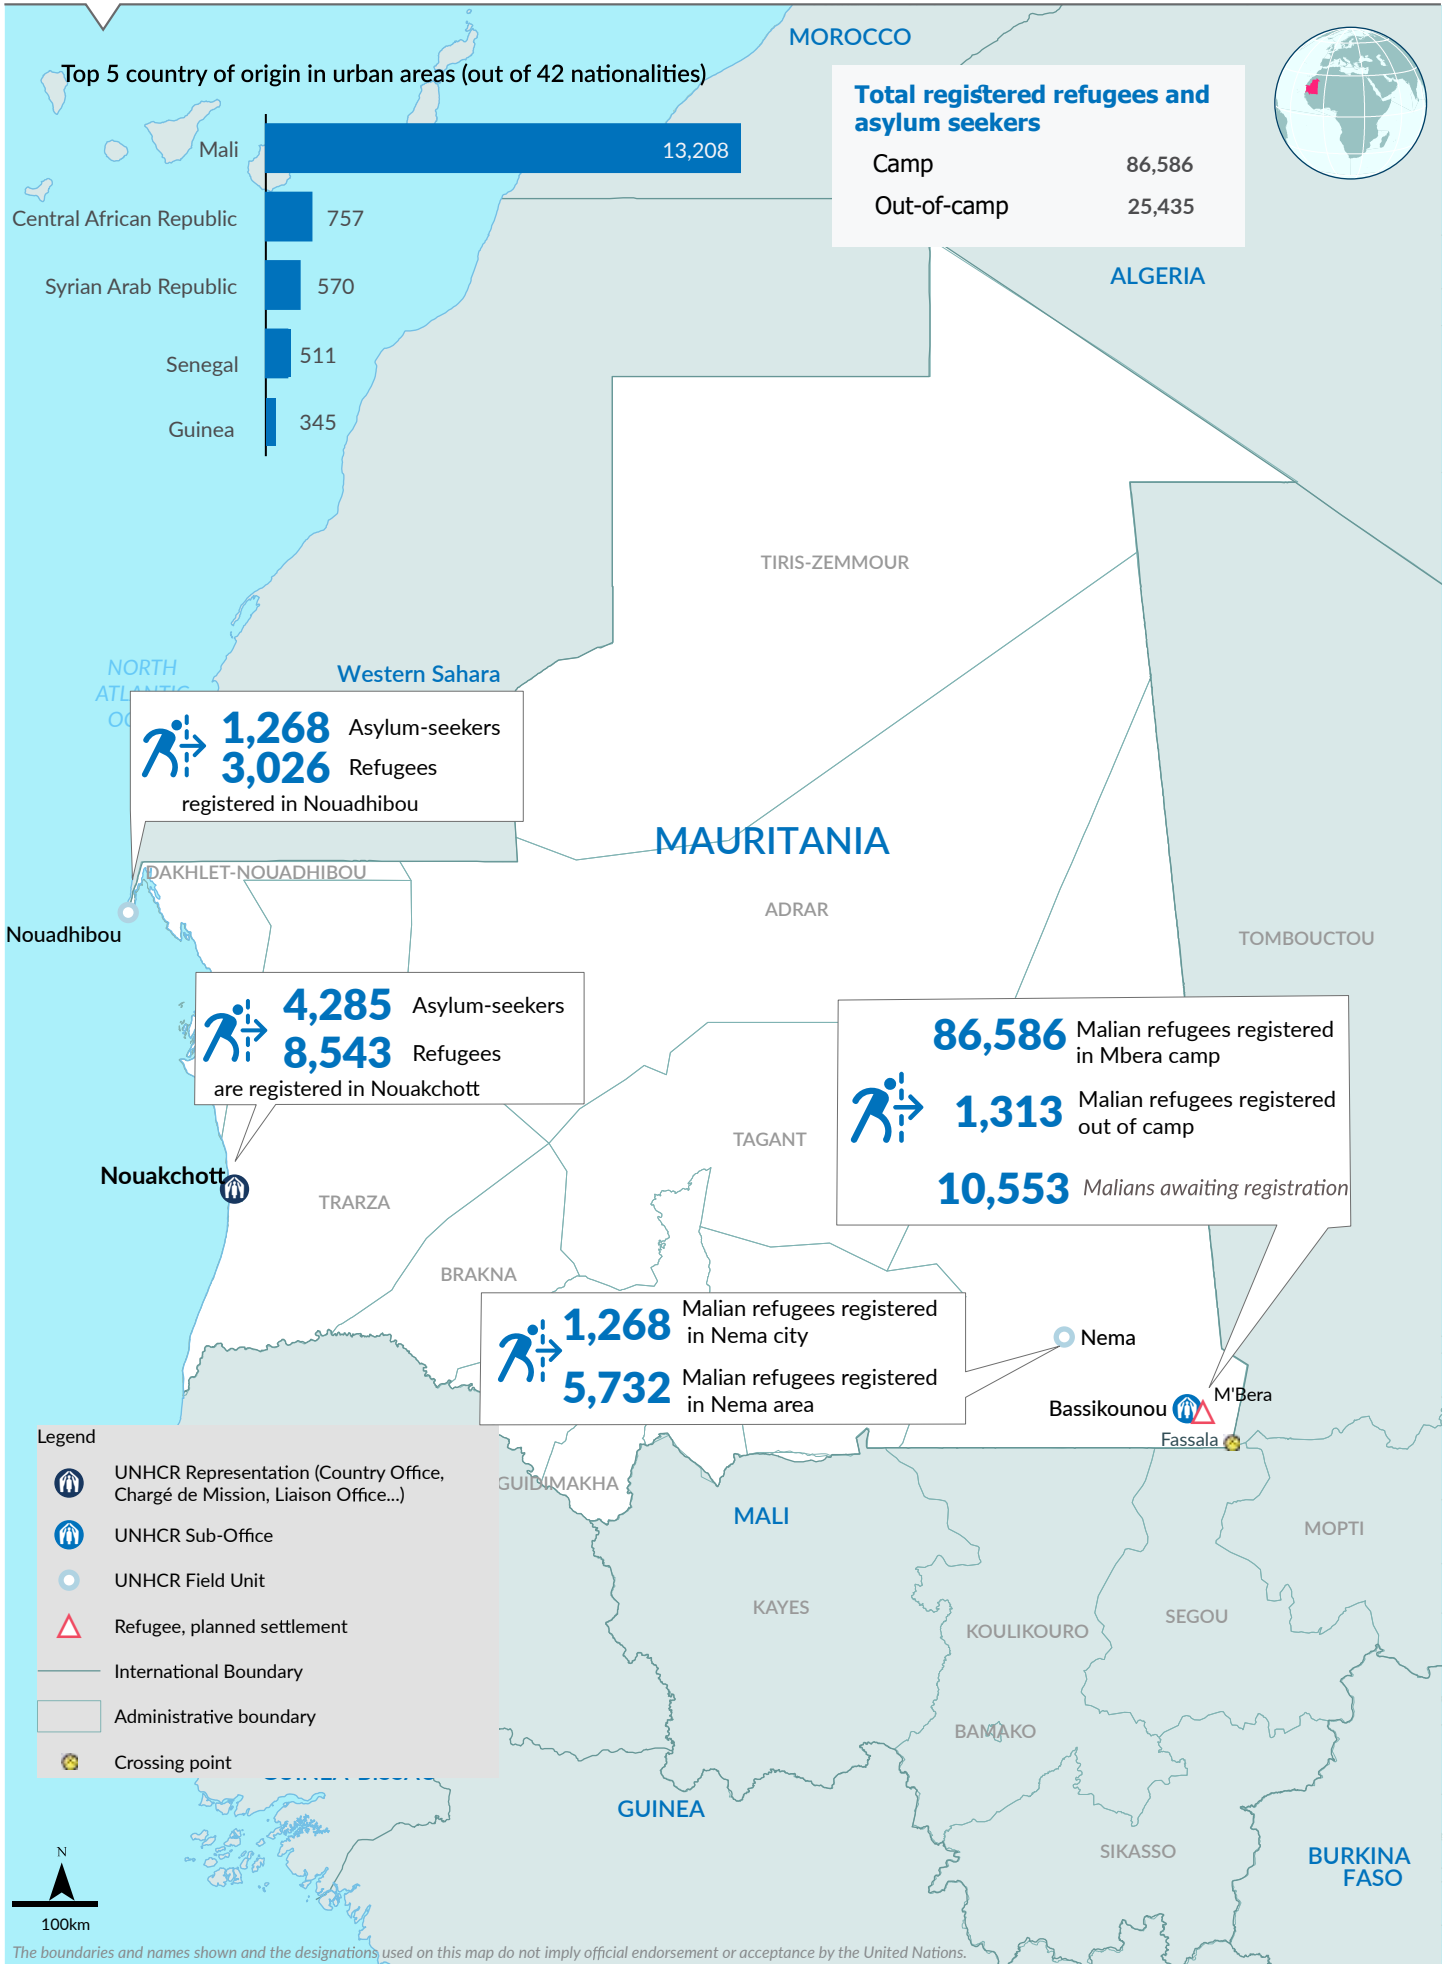 MOROCCO
Top 5 country of origin in urban areas (out of 42 nationalities)
Mali
13,208
Central African Republic
757
Syrian Arab Republic
570
Senegal
511
Guinea
345
Total registered refugees and
asylum seekers
Camp 86,586
Out-of-camp 25,435
ALGERIA
TIRIS-ZEMMOUR
NORTH
Western Sahara
1,268 Asylum-seekers
3,026 Refugees
registered in Nouadhibou
MAURITANIA
DAKHLET-NOUADHIBOU
ADRAR
Nouadhibou
TOMBOUCTOU
4,285 Asylum-seekers
8,543 Refugees
are registered in Nouakchott
86,586 Malian refugees registered
in Mbera camp
1,313 Malian refugees registered
out of camp
10,553 Malians awaiting registration
TAGANT
Nouakchott
TRARZA
BRAKNA
1,268 Malian refugees registered
in Nema city
5,732 Malian refugees registered
in Nema area
Nema
M'Bera
Bassikounou
Fassala
GUIDIMAKHA
MALI
MOPTI
KAYES
SEGOU
KOULIKOURO
BAMAKO
Legend
UNHCR Representation (Country Office,
Chargé de Mission, Liaison Office...)
UNHCR Sub-Office
UNHCR Field Unit
Refugee, planned settlement
International Boundary
Administrative boundary
Crossing point
GUINEA
SIKASSO
BURKINA
FASO
N
100km
The boundaries and names shown and the designations used on this map do not imply official endorsement or acceptance by the United Nations.